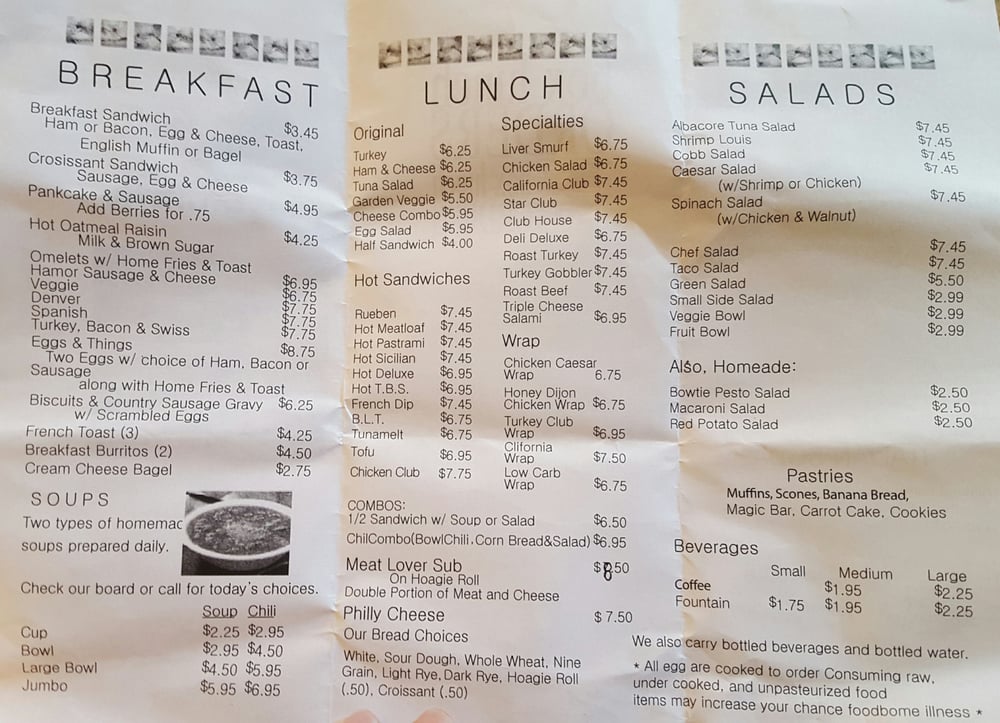 BREAKFAST
Breakfast Sandwich $3.45
Ham or Bacon, Egg & Cheese, Toast,
English Muffin or Bagel
Crosissant Sandwich
Sausage, Egg & Cheese $3.75
Pankcake & Sausage
Add Berries for .75 $4.95
Hot Oatmeal Raisin
Milk & Brown Sugar $4.25
Omelets w/ Home Fries & Toast
Hamor Sausage & Cheese $6.95
Veggie $6.75
Denver $7.75
Spanish $7.75
Turkey, Bacon & Swiss $7.75
Eggs & Things $8.75
Two Eggs w/ choice of Ham, Bacon or
Sausage
along with Home Fries & Toast
Biscuits & Country Sausage Gravy $6.25
w/ Scrambled Eggs
French Toast (3) $4.25
Breakfast Burritos (2) $4.50
Cream Cheese Bagel $2.75
SOUPS
Two types of homemac
soups prepared daily.
Check our board or call for today's choices.
Soup Chili
Cup $2.25 $2.95
Bowl $2.95 $4.50
Large Bowl $4.50 $5.95
Jumbo $5.95 $6.95
LUNCH
Original
Turkey $6.25
Ham & Cheese $6.25
Tuna Salad $6.25
Garden Veggie $5.50
Cheese Combo $5.95
Egg Salad $5.95
Half Sandwich $4.00
Hot Sandwiches
Rueben $7.45
Hot Meatloaf $7.45
Hot Pastrami $7.45
Hot Sicilian $7.45
Hot Deluxe $6.95
Hot T.B.S. $6.95
French Dip $7.45
B.L.T. $6.75
Tunamelt $6.75
Tofu $6.95
Chicken Club $7.75
Specialties
Liver Smurf $6.75
Chicken Salad $6.75
California Club $7.45
Star Club $7.45
Club House $7.45
Deli Deluxe $6.75
Roast Turkey $7.45
Turkey Gobbler $7.45
Roast Beef $7.45
Triple Cheese
Salami $6.95
Wrap
Chicken Caesar
Wrap 6.75
Honey Dijon
Chicken Wrap $6.75
Turkey Club
Wrap $6.95
Clifornia
Wrap $7.50
Low Carb
Wrap $6.75
COMBOS:
1/2 Sandwich w/ Soup or Salad $6.50
ChilCombo(BowlChili,Corn Bread&Salad) $6.95
Meat Lover Sub $8.50
On Hoagie Roll
Double Portion of Meat and Cheese
Philly Cheese $7.50
Our Bread Choices
White, Sour Dough, Whole Wheat, Nine
Grain, Light Rye, Dark Rye, Hoagie Roll
(.50), Croissant (.50)
SALADS
Albacore Tuna Salad $7.45
Shrimp Louis $7.45
Cobb Salad $7.45
Caesar Salad $7.45
(w/Shrimp or Chicken)
Spinach Salad $7.45
(w/Chicken & Walnut)
Chef Salad $7.45
Taco Salad $7.45
Green Salad $5.50
Small Side Salad $2.99
Veggie Bowl $2.99
Fruit Bowl $2.99
Also, Homeade:
Bowtie Pesto Salad $2.50
Macaroni Salad $2.50
Red Potato Salad $2.50
Pastries
Muffins, Scones, Banana Bread,
Magic Bar, Carrot Cake, Cookies
Beverages
Small Medium Large
Coffee $1.95 $2.25
Fountain $1.75 $1.95 $2.25
We also carry bottled beverages and bottled water.
* All egg are cooked to order Consuming raw,
under cooked, and unpasteurized food
items may increase your chance foodbome illness *